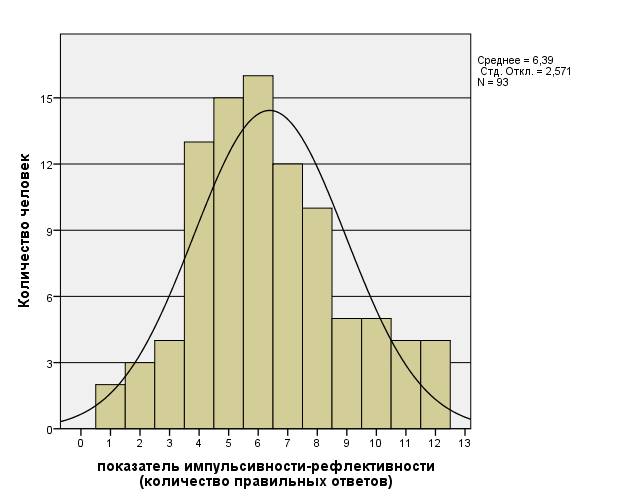 Среднее = 6,39
Стд. Откл. = 2,571
N = 93
Количество человек
15
12
9
6
3
0
0 1 2 3 4 5 6 7 8 9 10 11 12 13
показатель импульсивности-рефлективности
(количество правильных ответов)